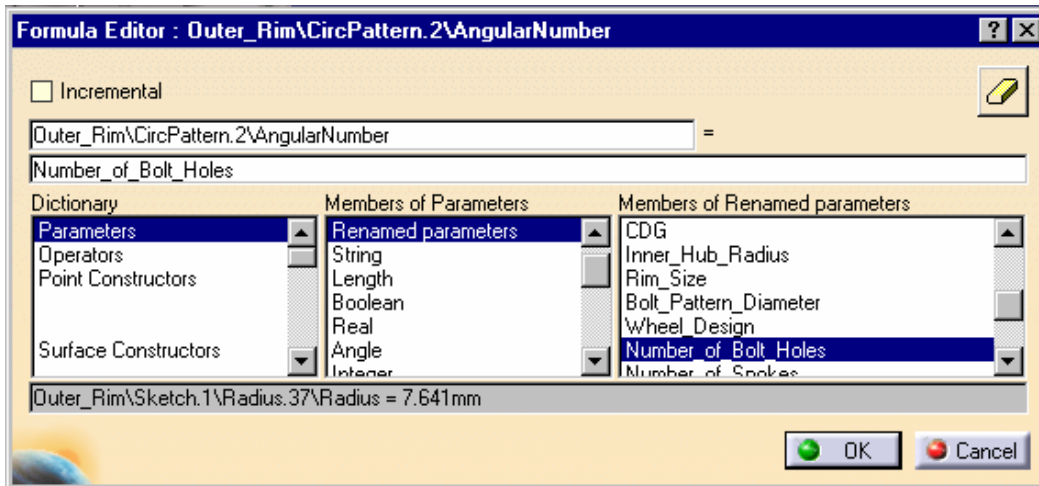 Formula Editor : Outer_Rim\CircPattern.2\AngularNumber ? ×
Incremental
Outer_Rim\CircPattern.2\AngularNumber =
Number_of_Bolt_Holes
Dictionary Members of Parameters Members of Renamed parameters
Parameters Renamed parameters CDG
Operators String Inner_Hub_Radius
Point Constructors Length Rim_Size
Boolean Bolt_Pattern_Diameter
Real Wheel_Design
Surface Constructors Angle Number_of_Bolt_Holes
Integer Number_of_Spokes
Outer_Rim\Sketch.1\Radius.37\Radius = 7.641mm
OK Cancel